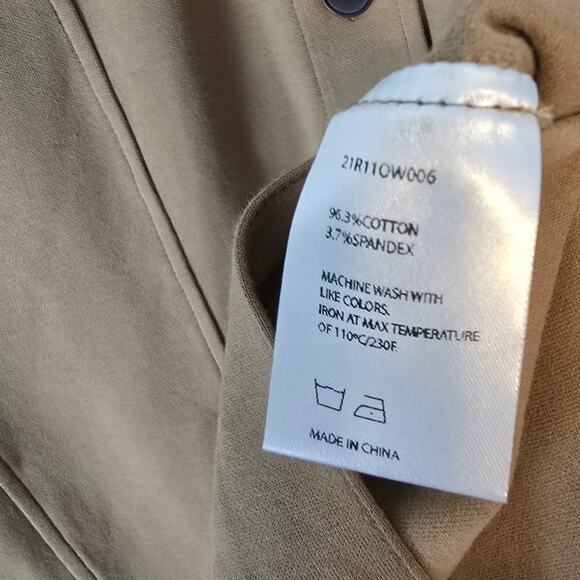 21R11OW006
96.3%COTTON
3.7%SPANDEX
MACHINE WASH WITH
LIKE COLORS.
IRON AT MAX TEMPERATURE
OF 110ºC/230F.
MADE IN CHINA